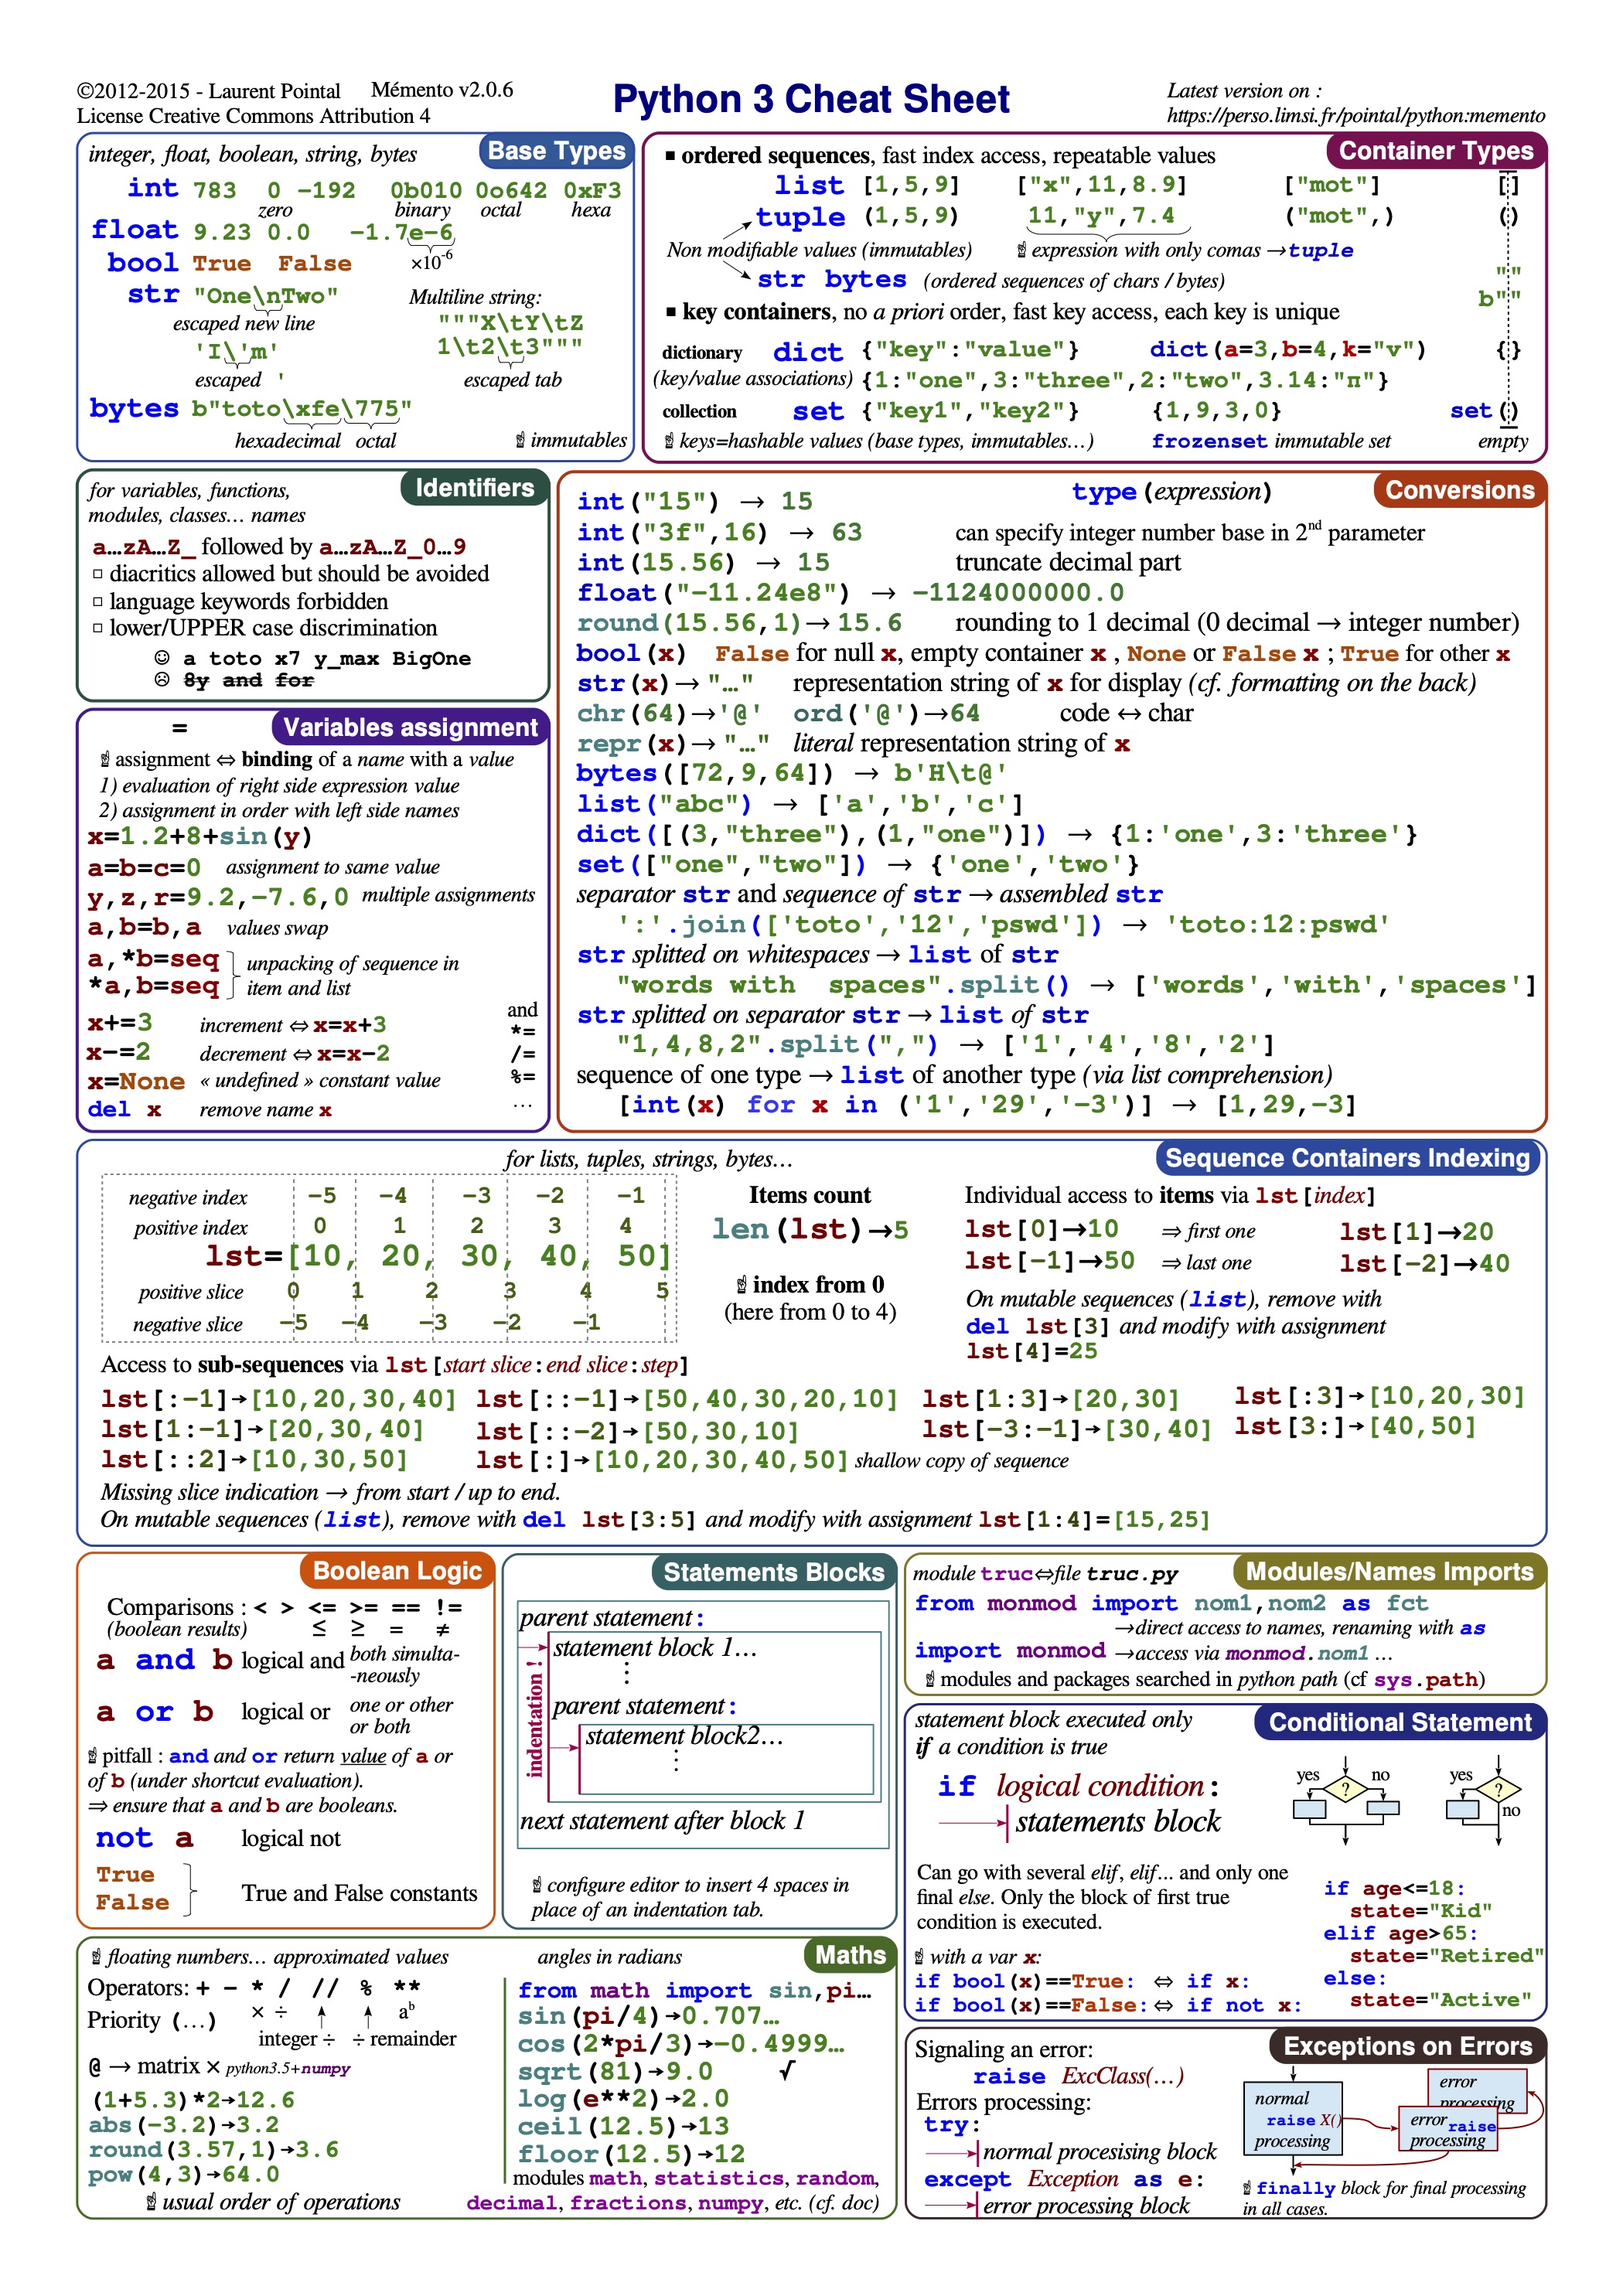 ©2012-2015 - Laurent Pointal Mémento v2.0.6
License Creative Commons Attribution 4
Python 3 Cheat Sheet
Latest version on :
https://perso.limsi.fr/pointal/python:memento
Base Types
integer, float, boolean, string, bytes
int 783 0 -192 0b010 0o642 0xF3
zero binary octal hexa
float 9.23 0.0 -1.7e-6
×10-6
bool True False
str "One\nTwo"
escaped new line
'I\'m'
escaped '
Multiline string:
"""X\tY\tZ
1\t2\t3"""
escaped tab
bytes b"toto\xfe\775"
hexadecimal octal
☝ immutables
Container Types
▪ ordered sequences, fast index access, repeatable values
list [1,5,9] ["x",11,8.9] ["mot"] []
tuple (1,5,9) 11,"y",7.4 ("mot",) ()
Non modifiable values (immutables) ☝ expression with only comas →tuple
str bytes (ordered sequences of chars / bytes)
""
b""
▪ key containers, no a priori order, fast key access, each key is unique
dictionary dict {"key":"value"} dict(a=3,b=4,k="v") {}
(key/value associations) {1:"one",3:"three",2:"two",3.14:"π"}
collection set {"key1","key2"} {1,9,3,0} set()
☝ keys=hashable values (base types, immutables…) frozenset immutable set empty
Identifiers
for variables, functions,
modules, classes… names
a…zA…Z_ followed by a…zA…Z_0…9
□ diacritics allowed but should be avoided
□ language keywords forbidden
□ lower/UPPER case discrimination
☺ a toto x7 y_max BigOne
☹ 8y and for
= Variables assignment
☝ assignment ⇔ binding of a name with a value
1) evaluation of right side expression value
2) assignment in order with left side names
x=1.2+8+sin(y)
a=b=c=0 assignment to same value
y,z,r=9.2,-7.6,0 multiple assignments
a,b=b,a values swap
a,*b=seq unpacking of sequence in
*a,b=seq item and list
x+=3 increment ⇔ x=x+3
x-=2 decrement ⇔ x=x-2
x=None « undefined » constant value
del x remove name x
and
*=
/=
%=
…
Conversions
int("15") → 15 type(expression)
int("3f",16) → 63 can specify integer number base in 2nd parameter
int(15.56) → 15 truncate decimal part
float("-11.24e8") → -1124000000.0
round(15.56,1)→ 15.6 rounding to 1 decimal (0 decimal → integer number)
bool(x) False for null x, empty container x , None or False x ; True for other x
str(x)→ "…" representation string of x for display (cf. formatting on the back)
chr(64)→'@' ord('@')→64 code ↔ char
repr(x)→ "…" literal representation string of x
bytes([72,9,64]) → b'H\t@'
list("abc") → ['a','b','c']
dict([(3,"three"),(1,"one")]) → {1:'one',3:'three'}
set(["one","two"]) → {'one','two'}
separator str and sequence of str → assembled str
':'.join(['toto','12','pswd']) → 'toto:12:pswd'
str splitted on whitespaces → list of str
"words with  spaces".split() → ['words','with','spaces']
str splitted on separator str → list of str
"1,4,8,2".split(",") → ['1','4','8','2']
sequence of one type → list of another type (via list comprehension)
[int(x) for x in ('1','29','-3')] → [1,29,-3]
Sequence Containers Indexing
for lists, tuples, strings, bytes…
negative index -5 -4 -3 -2 -1
positive index 0 1 2 3 4
lst=[10, 20, 30, 40, 50]
positive slice 0 1 2 3 4 5
negative slice -5 -4 -3 -2 -1
Items count
len(lst)→5
☝ index from 0
(here from 0 to 4)
Individual access to items via lst[index]
lst[0]→10 ⇒ first one lst[1]→20
lst[-1]→50 ⇒ last one lst[-2]→40
On mutable sequences (list), remove with
del lst[3] and modify with assignment
lst[4]=25
Access to sub-sequences via lst[start slice:end slice:step]
lst[:-1]→[10,20,30,40] lst[::-1]→[50,40,30,20,10] lst[1:3]→[20,30] lst[:3]→[10,20,30]
lst[1:-1]→[20,30,40] lst[::-2]→[50,30,10] lst[-3:-1]→[30,40] lst[3:]→[40,50]
lst[::2]→[10,30,50] lst[:]→[10,20,30,40,50] shallow copy of sequence
Missing slice indication → from start / up to end.
On mutable sequences (list), remove with del lst[3:5] and modify with assignment lst[1:4]=[15,25]
Boolean Logic
Comparisons : < > <= >= == !=
(boolean results) ≤ ≥ = ≠
a and b logical and both simulta-
-neously
a or b logical or one or other
or both
☝ pitfall : and and or return value of a or
of b (under shortcut evaluation).
⇒ ensure that a and b are booleans.
not a logical not
True
False
True and False constants
Statements Blocks
parent statement:
statement block 1…
⋮
parent statement:
statement block2…
⋮
next statement after block 1
indentation !
☝ configure editor to insert 4 spaces in
place of an indentation tab.
Modules/Names Imports
module truc⇔file truc.py
from monmod import nom1,nom2 as fct
→direct access to names, renaming with as
import monmod →access via monmod.nom1 …
☝ modules and packages searched in python path (cf sys.path)
Conditional Statement
statement block executed only
if a condition is true
if logical condition:
statements block
yes ? no
yes ? no
Can go with several elif, elif... and only one
final else. Only the block of first true
condition is executed.
☝ with a var x:
if bool(x)==True: ⇔ if x:
if bool(x)==False: ⇔ if not x:
if age<=18:
state="Kid"
elif age>65:
state="Retired"
else:
state="Active"
Maths
☝ floating numbers… approximated values angles in radians
Operators: + - * / // % **
Priority (…) × ÷ ab
integer ÷ ÷ remainder
@ → matrix × python3.5+numpy
(1+5.3)*2→12.6
abs(-3.2)→3.2
round(3.57,1)→3.6
pow(4,3)→64.0
☝ usual order of operations
from math import sin,pi…
sin(pi/4)→0.707…
cos(2*pi/3)→-0.4999…
sqrt(81)→9.0 √
log(e**2)→2.0
ceil(12.5)→13
floor(12.5)→12
modules math, statistics, random,
decimal, fractions, numpy, etc. (cf. doc)
Exceptions on Errors
Signaling an error:
raise ExcClass(…)
Errors processing:
try:
normal procesising block
except Exception as e:
error processing block
normal
raise X()
processing
error
processing
error raise
processing
☝ finally block for final processing
in all cases.